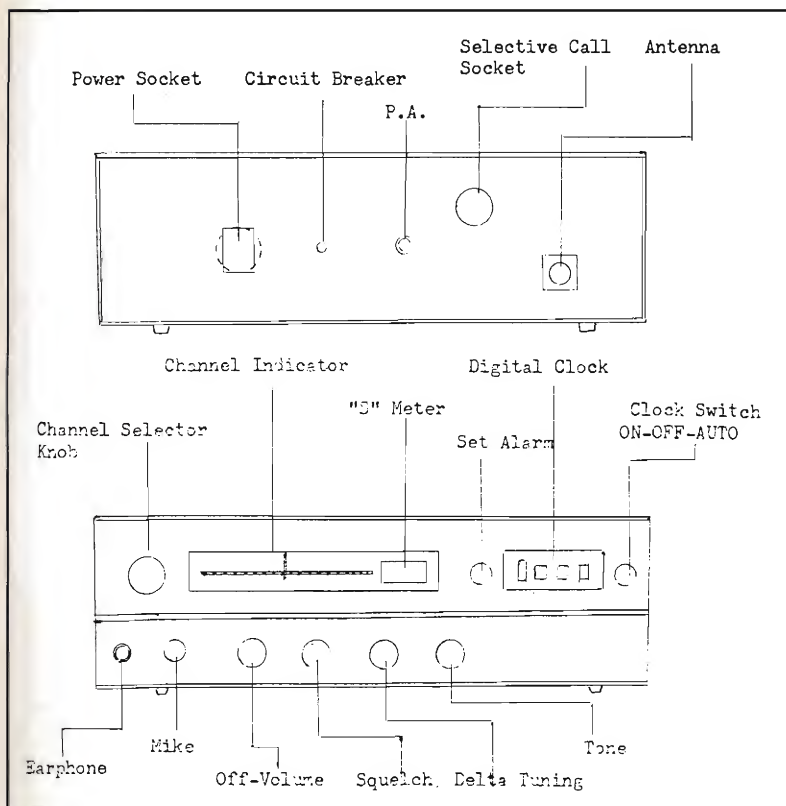 Selective Call
Socket
Antenna
Power Socket
Circuit Breaker
P.A.
Channel Indicator
Digital Clock
"S" Meter
Clock Switch
ON-OFF-AUTO
Channel Selector
Knob
Set Alarm
Earphone
Mike
Off-Volume
Squelch
Delta Tuning
Tone